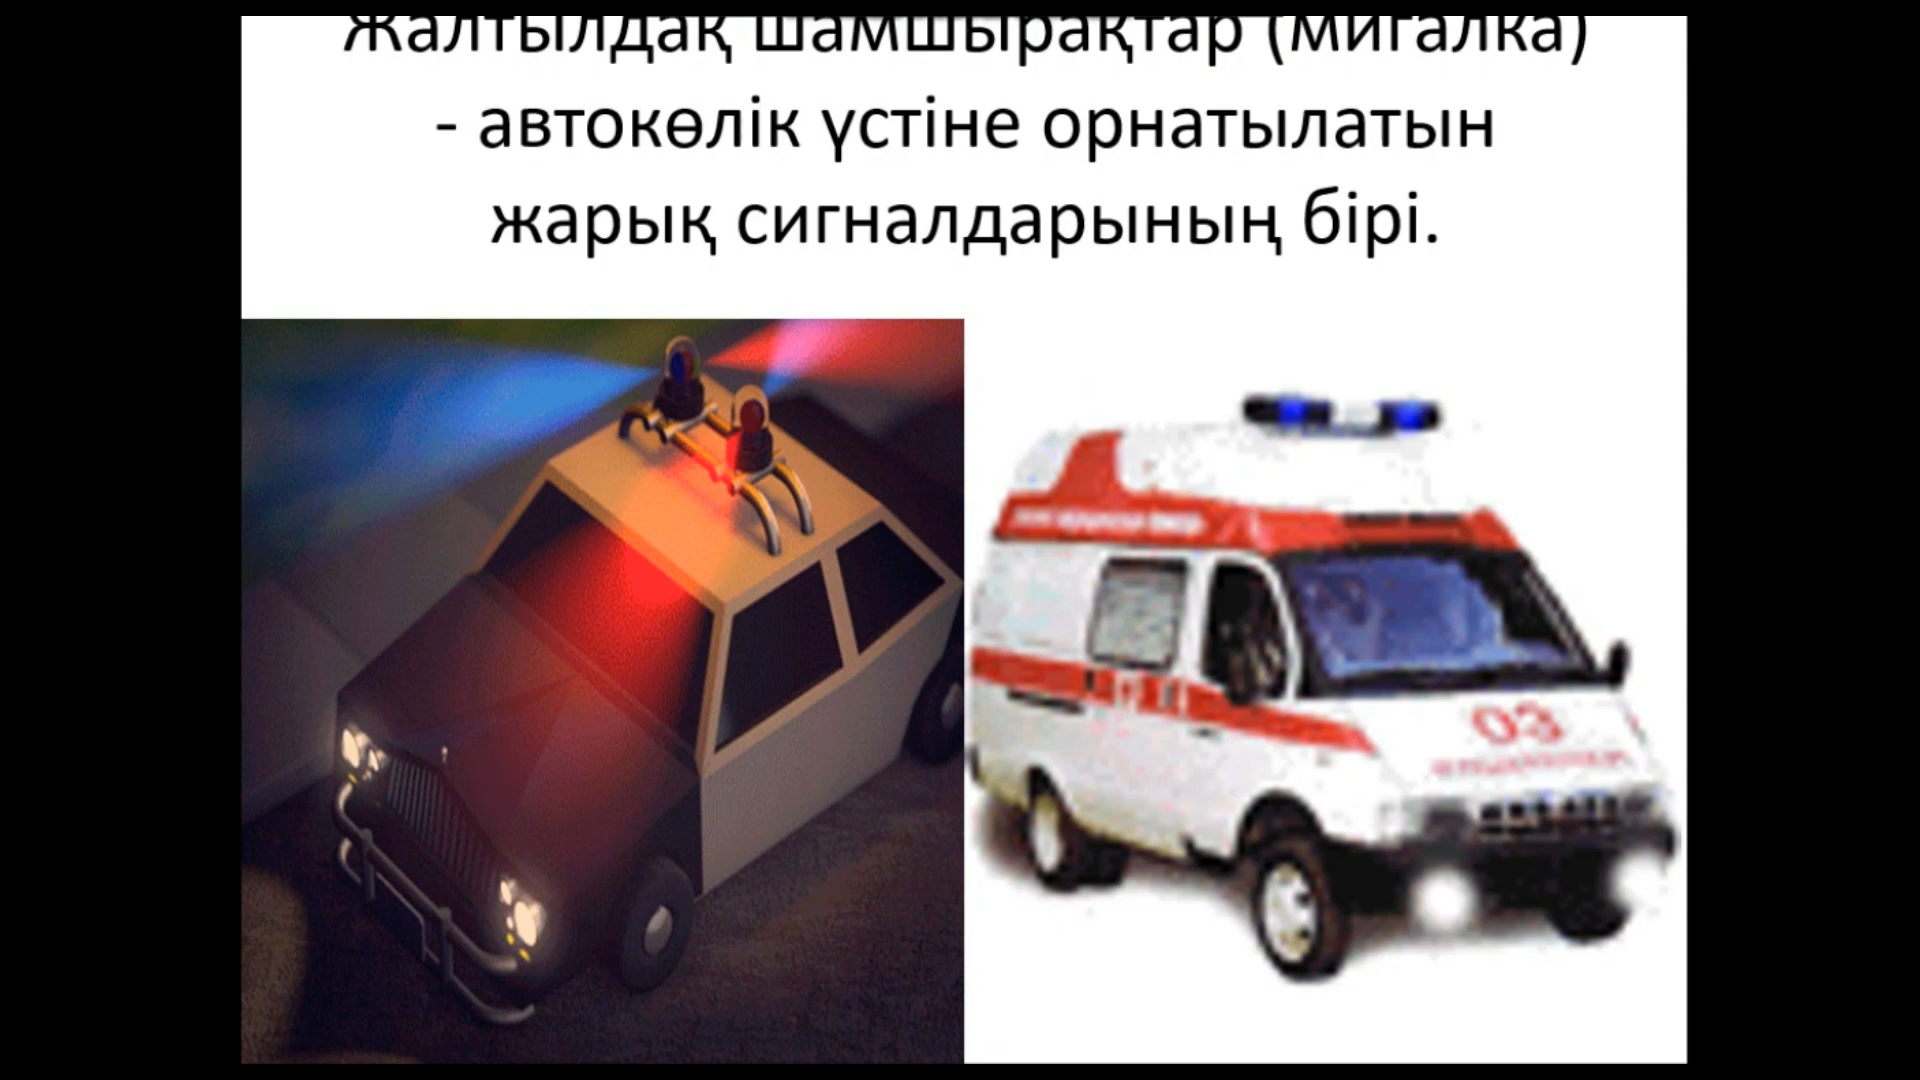 Жалтылдақ шамшырақтар (мигалка)
- автокөлік үстіне орнатылатын
жарық сигналдарының бірі.
03